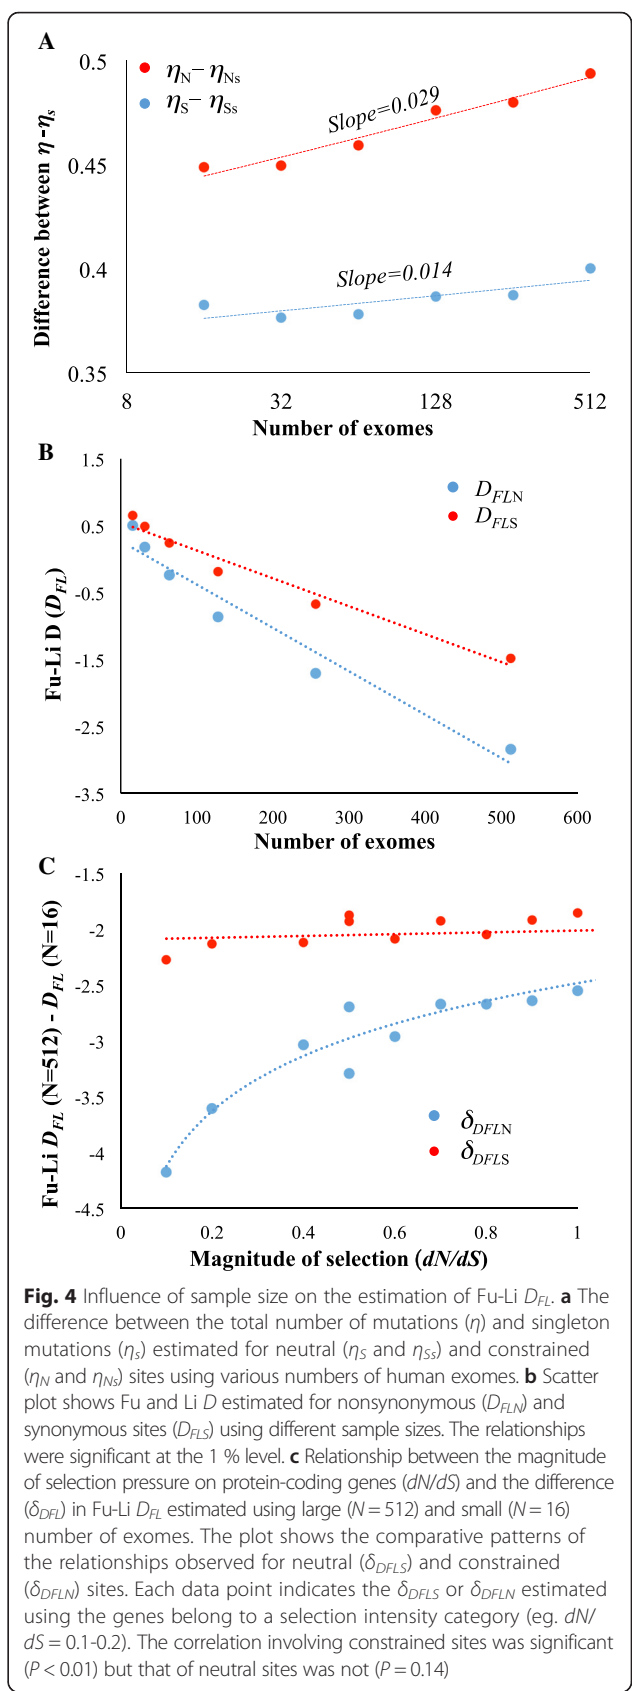 A
0.5
0.45
0.4
0.35
Difference between η -ηs
ηN– ηNs
ηS– ηSs
Slope=0.029
Slope=0.014
8 32 128 512
Number of exomes
B
1.5
0.5
-0.5
-1.5
-2.5
-3.5
Fu-Li D (DFL)
DFLN
DFLS
0 100 200 300 400 500 600
Number of exomes
C
-1.5
-2
-2.5
-3
-3.5
-4
-4.5
Fu-Li DFL (N=512) - DFL (N=16)
δDFLN
δDFLS
0 0.2 0.4 0.6 0.8 1
Magnitude of selection (dN/dS)
Fig. 4 Influence of sample size on the estimation of Fu-Li DFL. a The
difference between the total number of mutations (η) and singleton
mutations (ηs) estimated for neutral (ηS and ηSs) and constrained
(ηN and ηNs) sites using various numbers of human exomes. b Scatter
plot shows Fu and Li D estimated for nonsynonymous (DFLN) and
synonymous sites (DFLS) using different sample sizes. The relationships
were significant at the 1 % level. c Relationship between the magnitude
of selection pressure on protein-coding genes (dN/dS) and the difference
(δDFL) in Fu-Li DFL estimated using large (N = 512) and small (N = 16)
number of exomes. The plot shows the comparative patterns of
the relationships observed for neutral (δDFLS) and constrained
(δDFLN) sites. Each data point indicates the δDFLS or δDFLN estimated
using the genes belong to a selection intensity category (eg. dN/
dS = 0.1-0.2). The correlation involving constrained sites was significant
(P < 0.01) but that of neutral sites was not (P = 0.14)